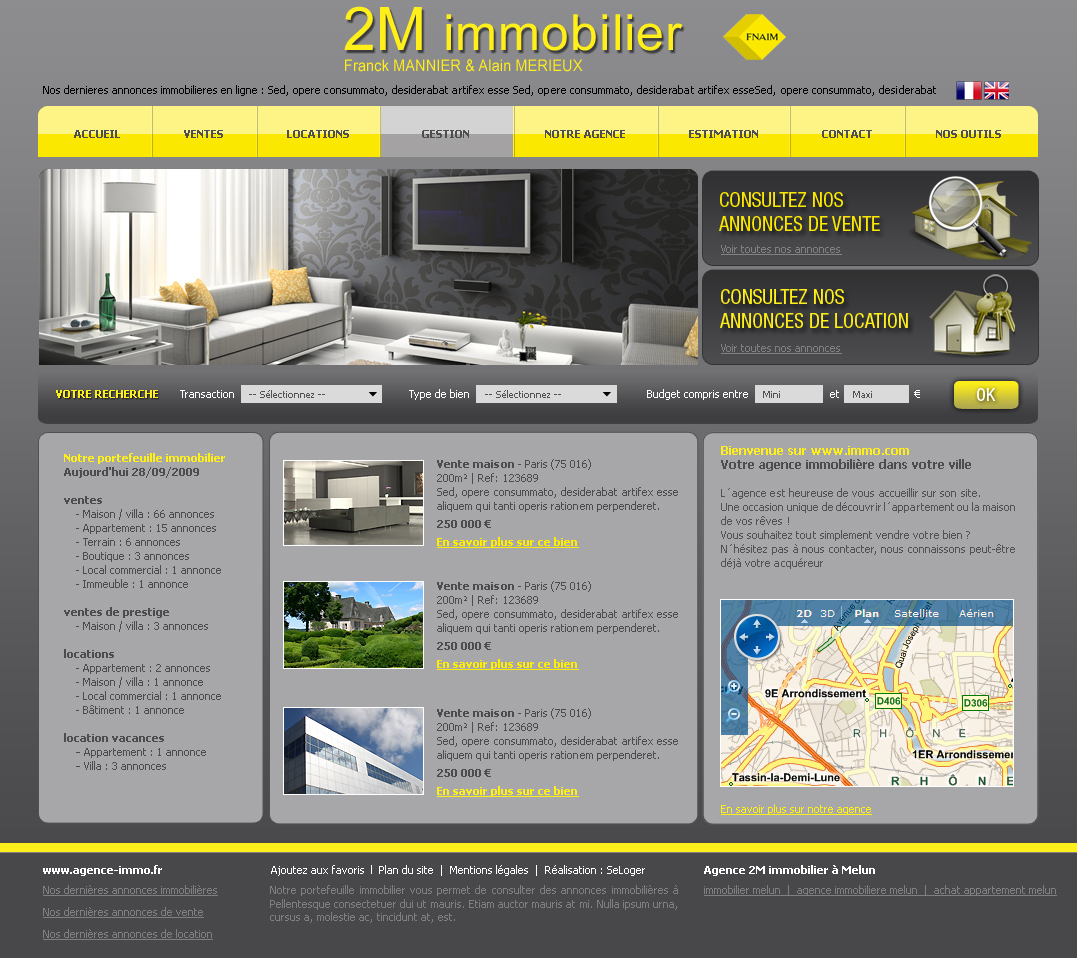 2M immobilier
FNAIM
Franck MANNIER & Alain MERIEUX
Nos dernieres annonces immobilieres en ligne : Sed, opere consummato, desiderabat artifex esse Sed, opere consummato, desiderabat artifex esseSed, opere consummato, desiderabat
ACCUEIL VENTES LOCATIONS GESTION NOTRE AGENCE ESTIMATION CONTACT NOS OUTILS
CONSULTEZ NOS
ANNONCES DE VENTE
Voir toutes nos annonces
CONSULTEZ NOS
ANNONCES DE LOCATION
Voir toutes nos annonces
VOTRE RECHERCHE Transaction -- Sélectionnez -- Type de bien -- Sélectionnez -- Budget compris entre Mini et Maxi € OK
Notre portefeuille immobilier
Aujourd'hui 28/09/2009
ventes
- Maison / villa : 66 annonces
- Appartement : 15 annonces
- Terrain : 6 annonces
- Boutique : 3 annonces
- Local commercial : 1 annonce
- Immeuble : 1 annonce
ventes de prestige
- Maison / villa : 3 annonces
locations
- Appartement : 2 annonces
- Maison / villa : 1 annonce
- Local commercial : 1 annonce
- Bâtiment : 1 annonce
location vacances
- Appartement : 1 annonce
- Villa : 3 annonces
Vente maison - Paris (75 016)
200m² | Ref: 123689
Sed, opere consummato, desiderabat artifex esse
aliquem qui tanti operis rationem perpenderet.
250 000 €
En savoir plus sur ce bien
Vente maison - Paris (75 016)
200m² | Ref: 123689
Sed, opere consummato, desiderabat artifex esse
aliquem qui tanti operis rationem perpenderet.
250 000 €
En savoir plus sur ce bien
Vente maison - Paris (75 016)
200m² | Ref: 123689
Sed, opere consummato, desiderabat artifex esse
aliquem qui tanti operis rationem perpenderet.
250 000 €
En savoir plus sur ce bien
Bienvenue sur www.immo.com
Votre agence immobilière dans votre ville
L´agence est heureuse de vous accueillir sur son site.
Une occasion unique de découvrir l´appartement ou la maison
de vos rêves !
Vous souhaitez tout simplement vendre votre bien ?
N´hésitez pas à nous contacter, nous connaissons peut-être
déjà votre acquéreur
2D 3D Plan Satellite Aérien
Quai Joseph
9E Arrondissement
D406
D306
RHÔNE
1ER Arrondissemen
Tassin-la-Demi-Lune
RHÔNE
En savoir plus sur notre agence
www.agence-immo.fr
Nos dernières annonces immobilières
Nos dernières annonces de vente
Nos dernières annonces de location
Ajoutez aux favoris | Plan du site | Mentions légales | Réalisation : SeLoger
Notre portefeuille immobilier vous permet de consulter des annonces immobilières à
Pellentesque consectetuer dui ut mauris. Etiam auctor mauris at mi. Nulla ipsum urna,
cursus a, molestie ac, tincidunt at, est.
Agence 2M immobilier à Melun
immobilier melun | agence immobiliere melun | achat appartement melun